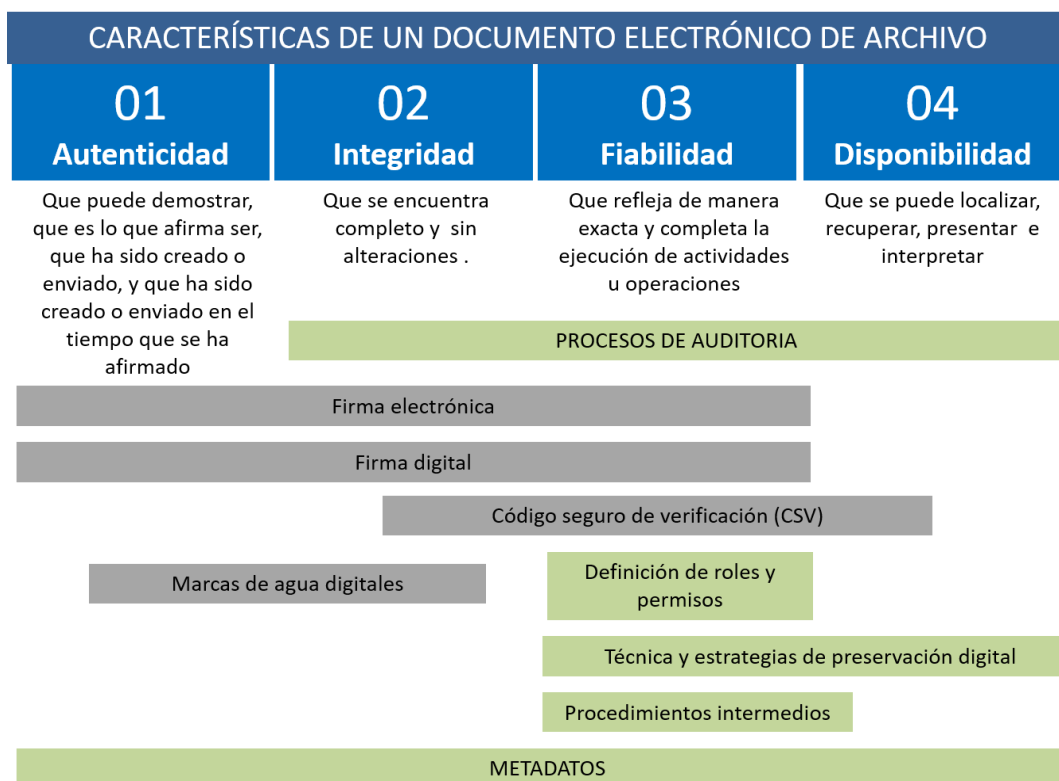 CARACTERÍSTICAS DE UN DOCUMENTO ELECTRÓNICO DE ARCHIVO
01
Autenticidad
Que puede demostrar,
que es lo que afirma ser,
que ha sido creado o
enviado, y que ha sido
creado o enviado en el
tiempo que se ha
afirmado
02
Integridad
Que se encuentra
completo y sin
alteraciones .
03
Fiabilidad
Que refleja de manera
exacta y completa la
ejecución de actividades
u operaciones
04
Disponibilidad
Que se puede localizar,
recuperar, presentar e
interpretar
PROCESOS DE AUDITORIA
Firma electrónica
Firma digital
Código seguro de verificación (CSV)
Marcas de agua digitales
Definición de roles y
permisos
Técnica y estrategias de preservación digital
Procedimientos intermedios
METADATOS